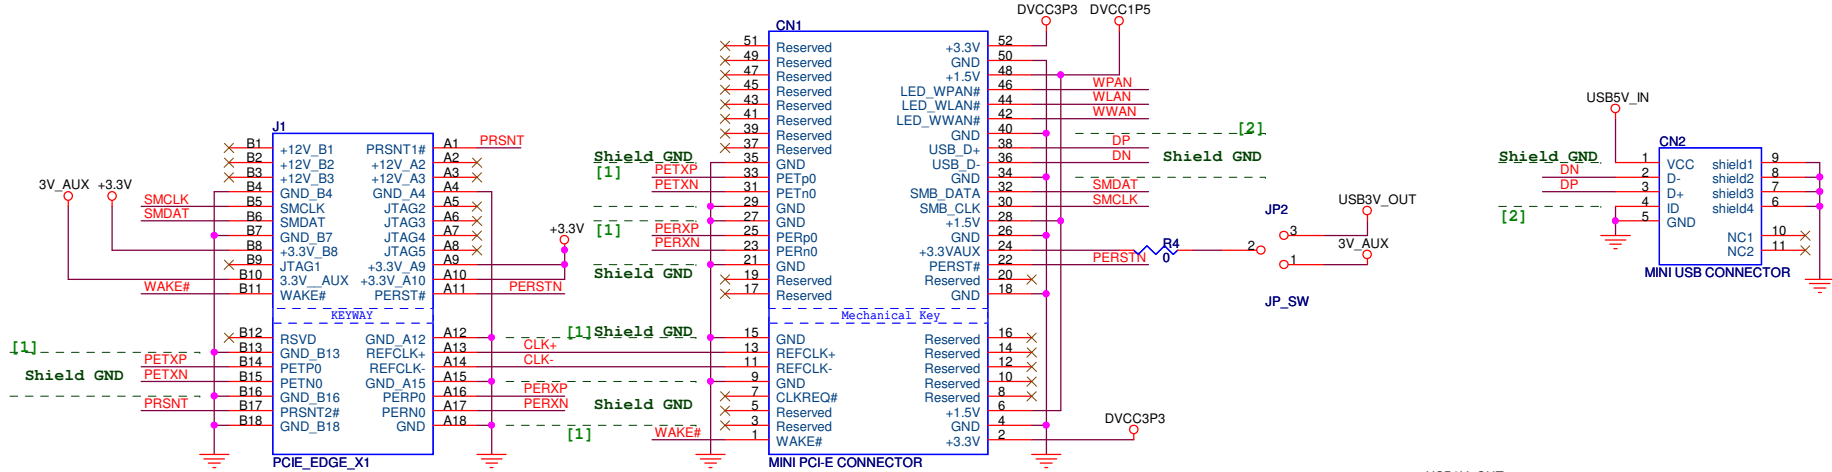 DVCC3P3 DVCC1P5
CN1
51 Reserved +3.3V 52
49 Reserved GND 50
47 Reserved +1.5V 48
45 Reserved LED_WPAN# 46 WPAN
43 Reserved LED_WLAN# 44 WLAN
41 Reserved LED_WWAN# 42 WWAN
39 Reserved GND 40 [2]
37 Reserved USB_D+ 38 DP
Shield GND 35 GND USB_D- 36 DN Shield GND
[1] PETXP 33 PETp0 GND 34
PETXN 31 PETn0 SMB_DATA 32 SMDAT
29 GND SMB_CLK 30 SMCLK
27 GND +1.5V 28
[1] PERXP 25 PERp0 GND 26
PERXN 23 PERn0 +3.3VAUX 24 R4 0
21 GND PERST# 22 PERSTN
Shield GND 19 Reserved Reserved 20
17 Reserved GND 18
Mechanical Key
[1] Shield GND 15 GND Reserved 16
CLK+ 13 REFCLK+ Reserved 14
CLK- 11 REFCLK- Reserved 12
9 GND Reserved 10
7 CLKREQ# Reserved 8
Shield GND 5 Reserved +1.5V 6
3 Reserved GND 4
[1] WAKE# 1 WAKE# +3.3V 2 DVCC3P3
MINI PCI-E CONNECTOR
J1
B1 +12V_B1 PRSNT1# A1 PRSNT
B2 +12V_B2 +12V_A2 A2
B3 +12V_B3 +12V_A3 A3
3V_AUX +3.3V B4 GND_B4 GND_A4 A4
SMCLK B5 SMCLK JTAG2 A5
SMDAT B6 SMDAT JTAG3 A6
B7 GND_B7 JTAG4 A7 +3.3V
B8 +3.3V_B8 JTAG5 A8
B9 JTAG1 +3.3V_A9 A9
B10 3.3V__AUX +3.3V_A10 A10
WAKE# B11 WAKE# PERST# A11 PERSTN
KEYWAY
B12 RSVD GND_A12 A12
[1] B13 GND_B13 REFCLK+ A13
PETXP B14 PETP0 REFCLK- A14
Shield GND PETXN B15 PETN0 GND_A15 A15
B16 GND_B16 PERP0 A16 PERXP
PRSNT B17 PRSNT2# PERN0 A17 PERXN
B18 GND_B18 GND A18
PCIE_EDGE_X1
JP2 USB3V_OUT
3
2 3V_AUX
1
JP_SW
USB5V_IN
CN2
Shield GND 1 VCC shield1 9
DN 2 D- shield2 8
DP 3 D+ shield3 7
[2] 4 ID shield4 6
5 GND
NC1 10
NC2 11
MINI USB CONNECTOR